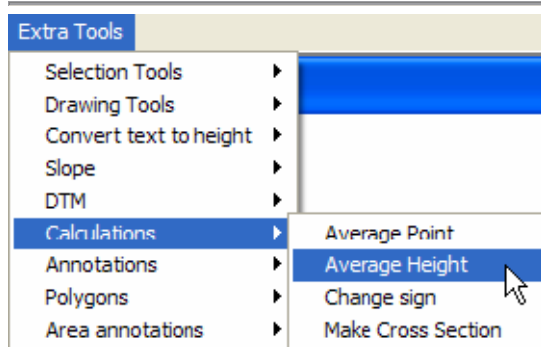 Extra Tools
Selection Tools
Drawing Tools
Convert text to height
Slope
DTM
Calculations
Annotations
Polygons
Area annotations
Average Point
Average Height
Change sign
Make Cross Section